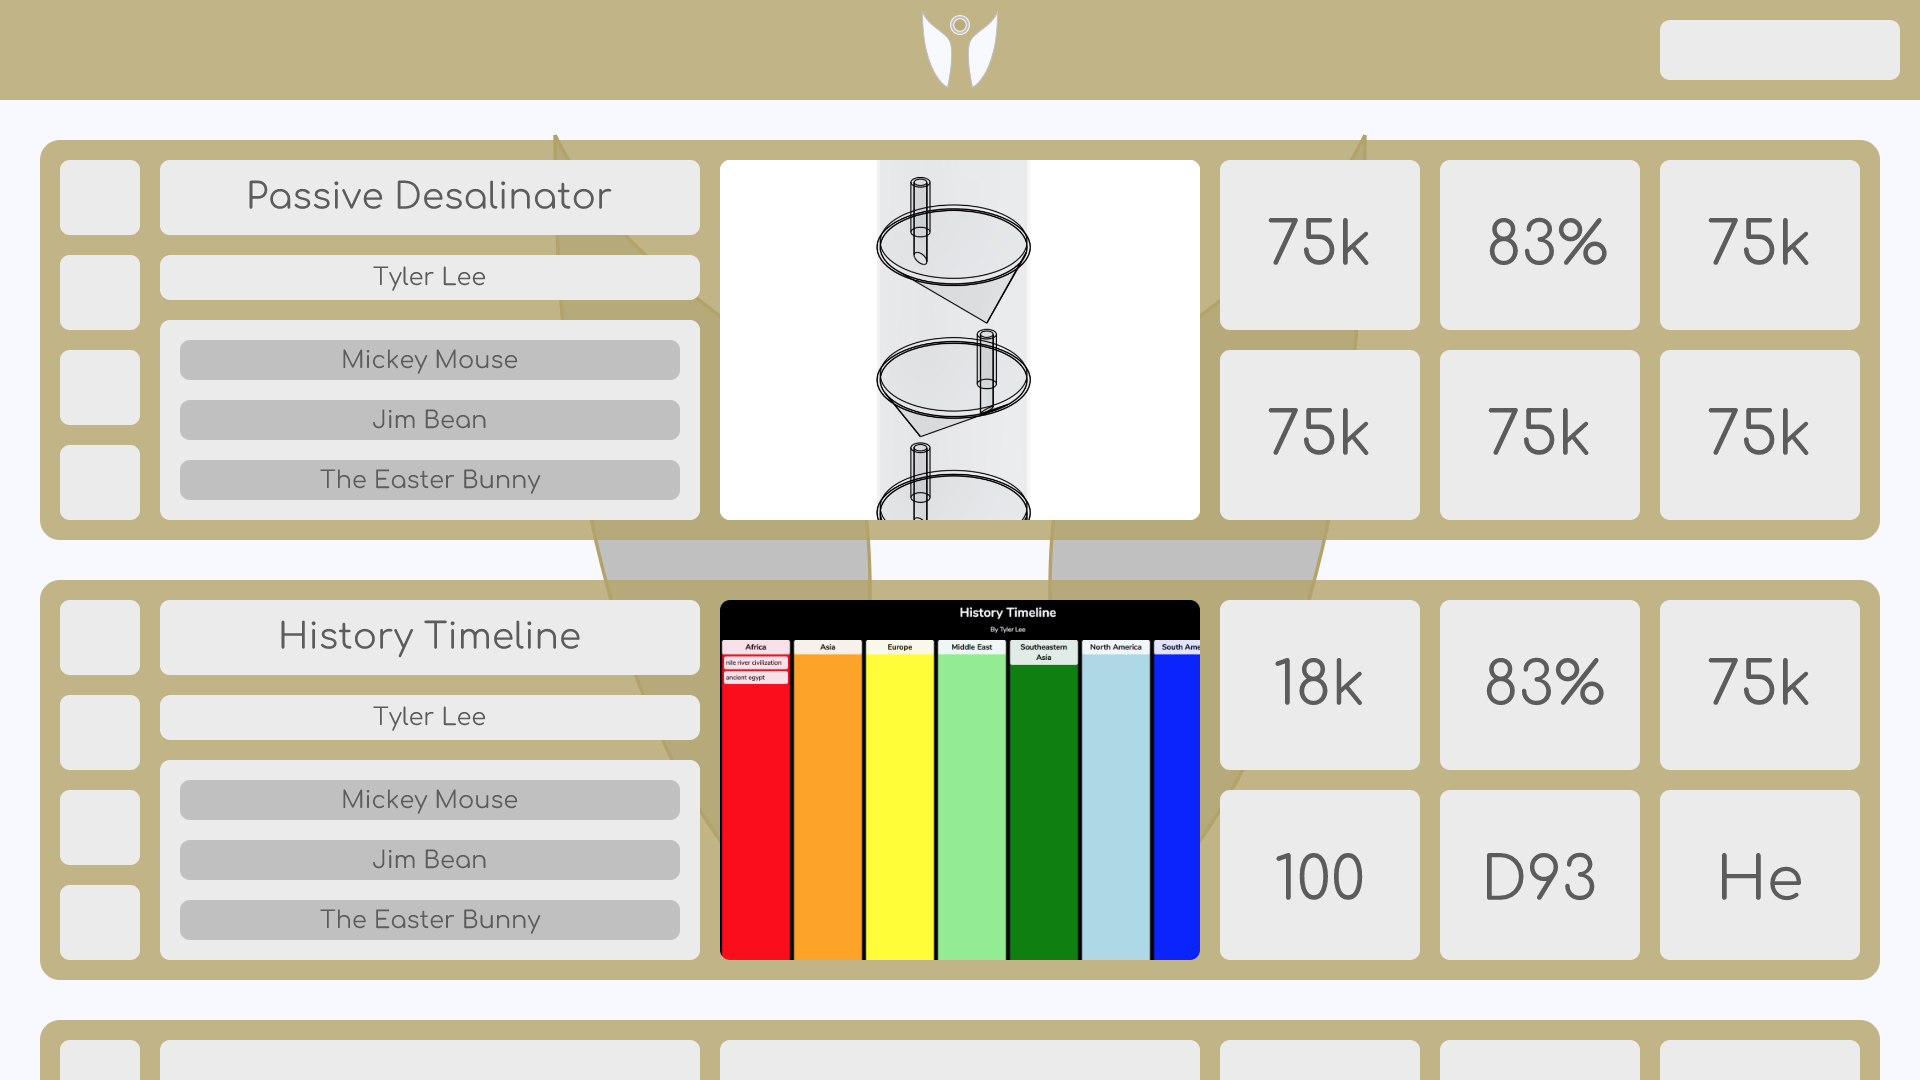 Passive Desalinator
Tyler Lee
Mickey Mouse
Jim Bean
The Easter Bunny
75k
83%
75k
75k
75k
75k
History Timeline
Tyler Lee
Mickey Mouse
Jim Bean
The Easter Bunny
History Timeline
By Tyler Lee
Africa
nile river civilization
ancient egypt
Asia
Europe
Middle East
Southeastern
Asia
North America
South Ame
18k
83%
75k
100
D93
He